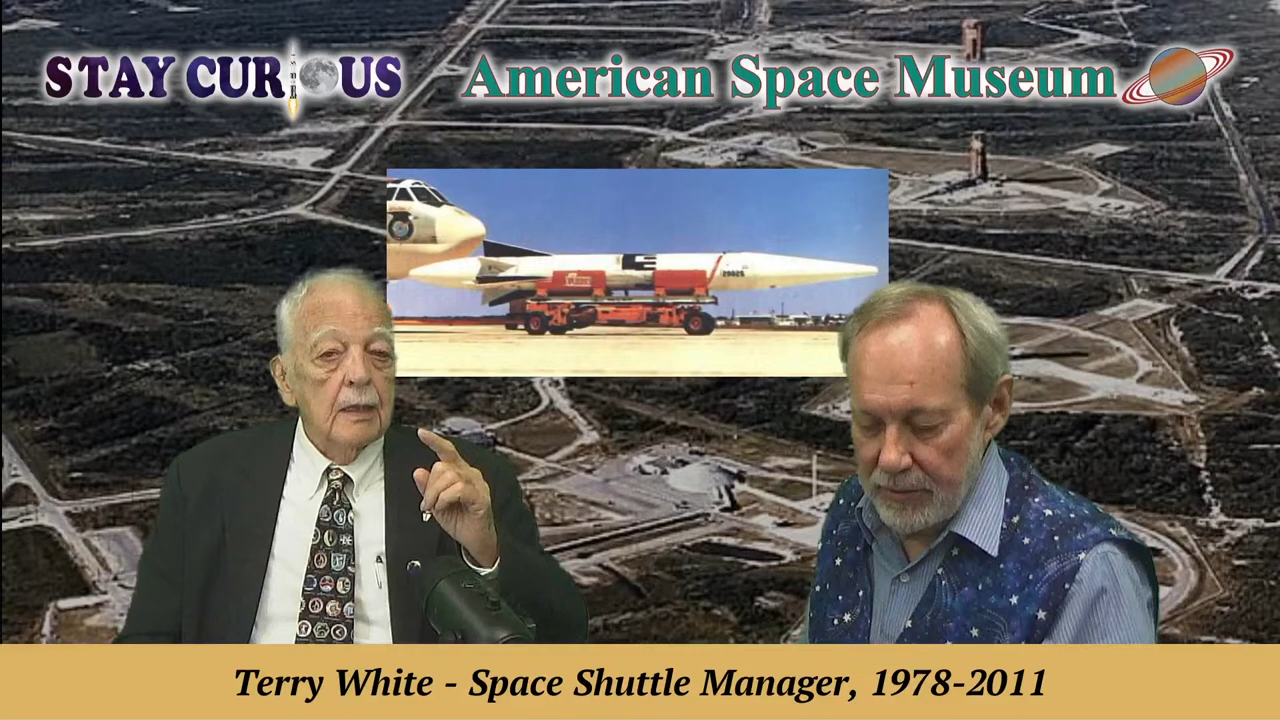 STAY CURIOUS
American Space Museum
Terry White - Space Shuttle Manager, 1978-2011